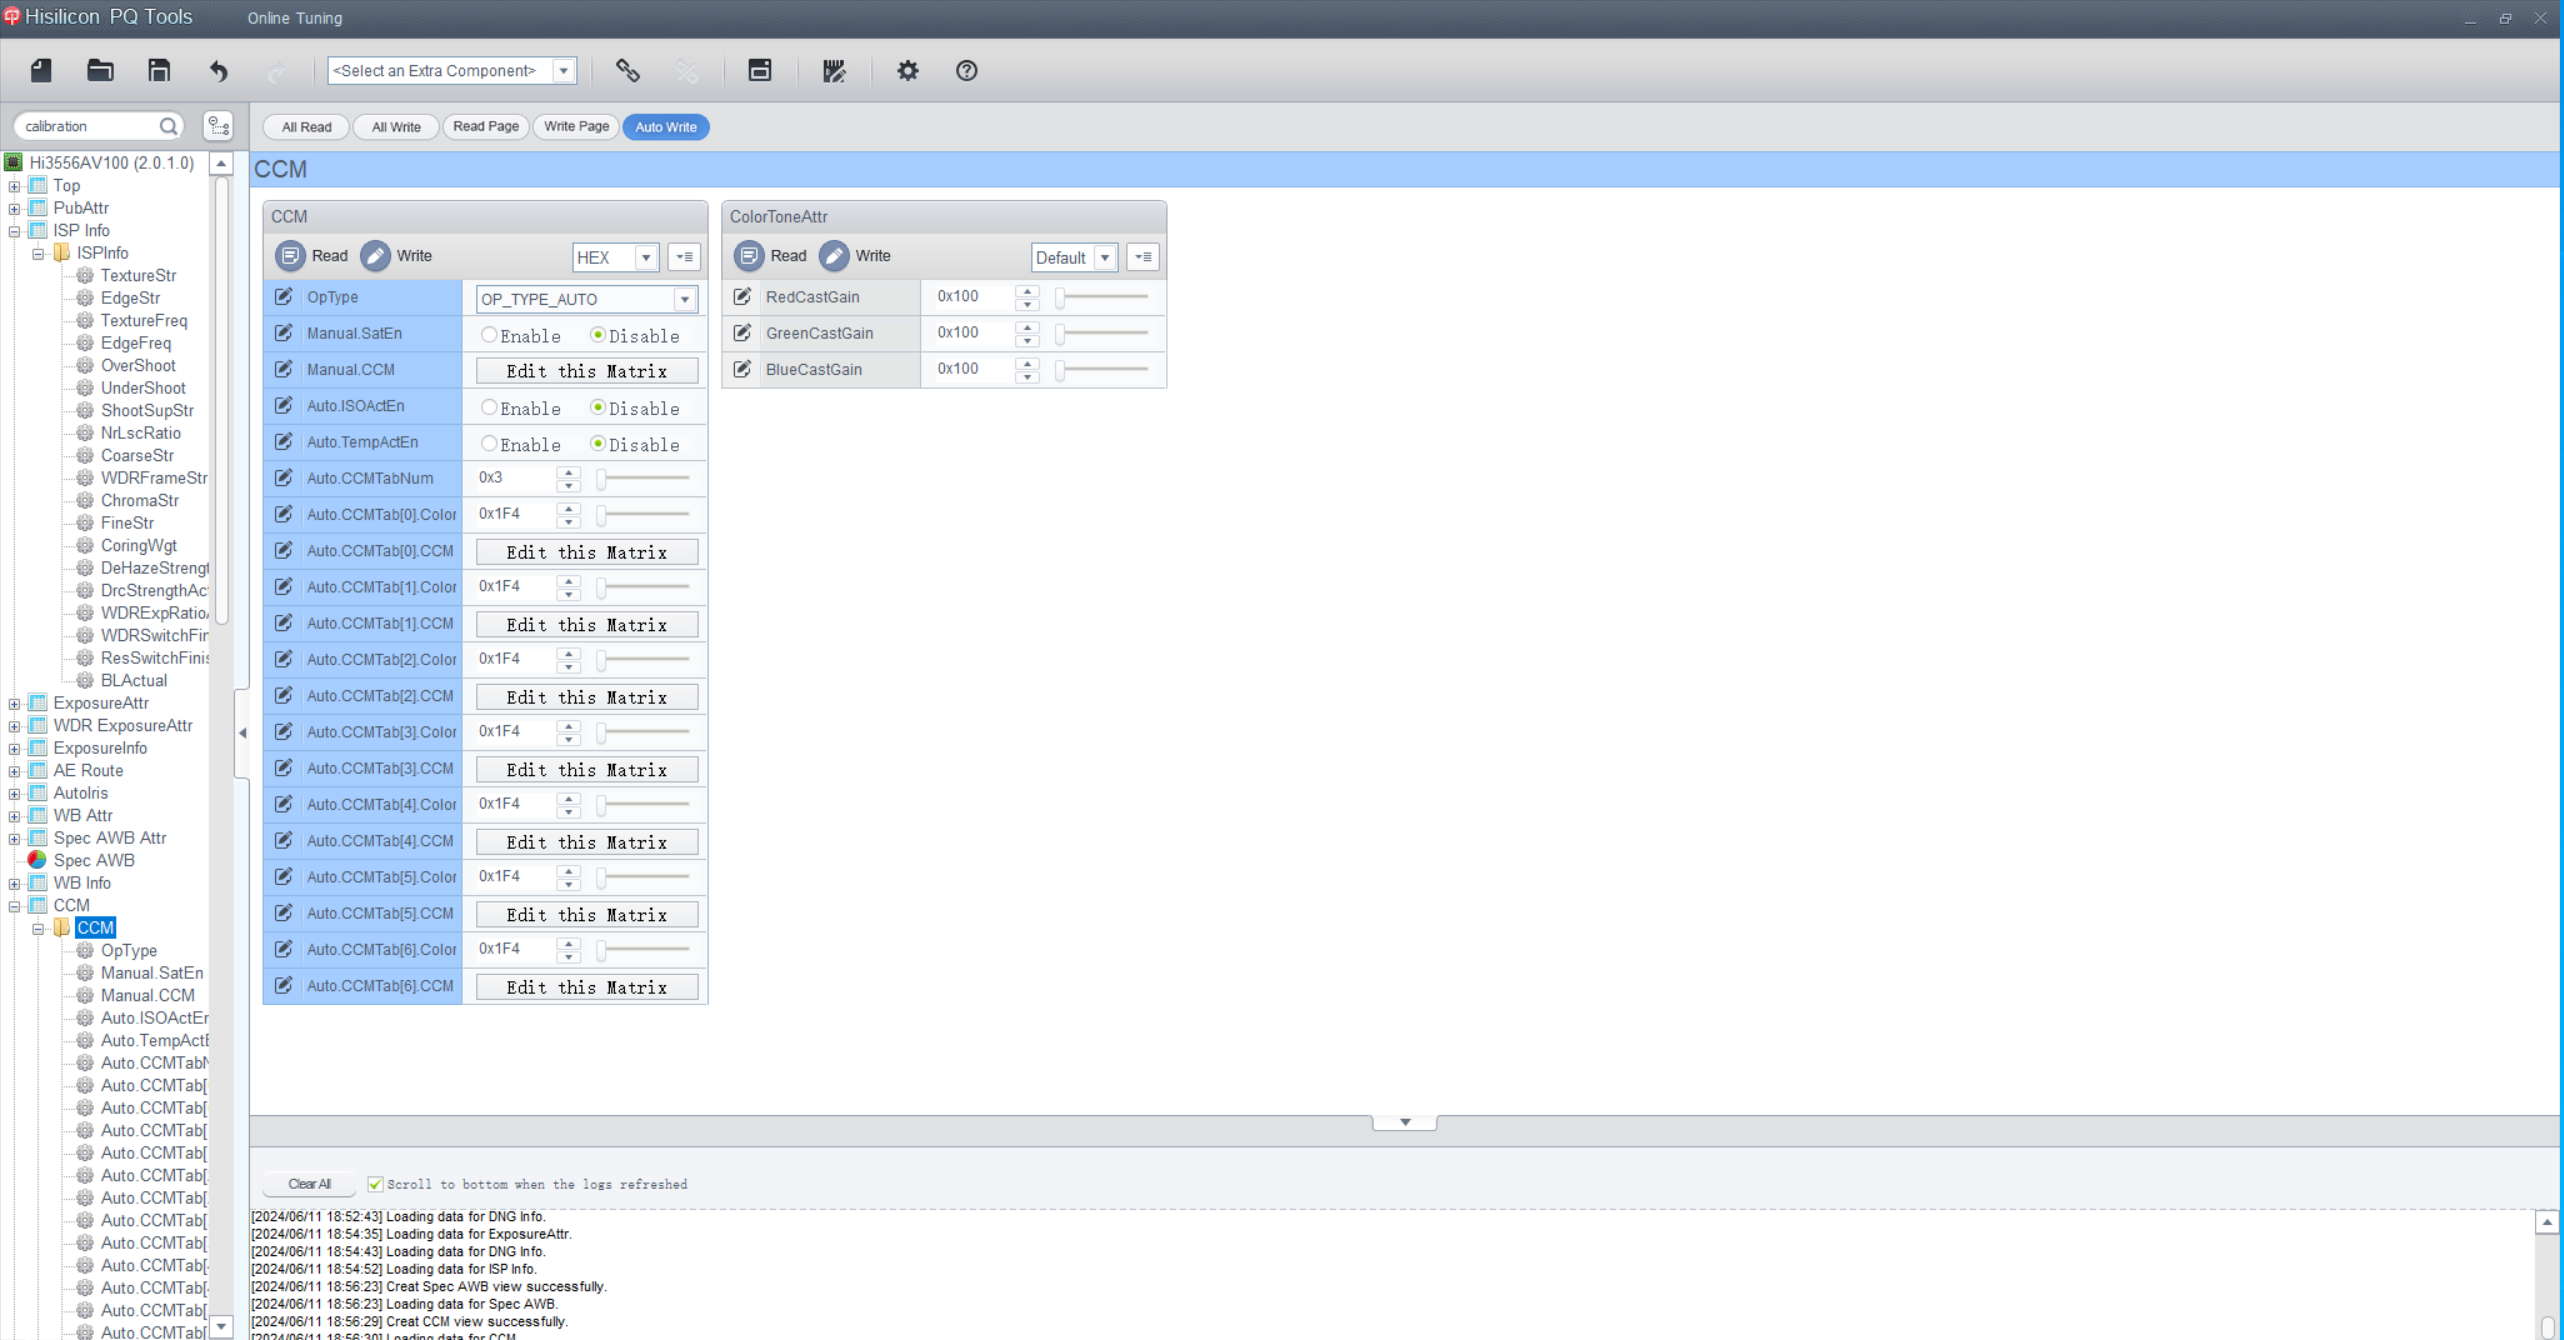 Hisilicon PQ Tools
Online Tuning
<Select an Extra Component>
calibration
All Read
All Write
Read Page
Write Page
Auto Write
Hi3556AV100 (2.0.1.0)
Top
PubAttr
ISP Info
ISPInfo
TextureStr
EdgeStr
TextureFreq
EdgeFreq
OverShoot
UnderShoot
ShootSupStr
NrLscRatio
CoarseStr
WDRFrameStr
ChromaStr
FineStr
CoringWgt
DeHazeStrengt
DrcStrengthAc
WDRExpRatio
WDRSwitchFin
ResSwitchFinis
BLActual
ExposureAttr
WDR ExposureAttr
ExposureInfo
AE Route
AutoIris
WB Attr
Spec AWB Attr
Spec AWB
WB Info
CCM
CCM
OpType
Manual.SatEn
Manual.CCM
Auto.ISOActEn
Auto.TempActE
Auto.CCMTabN
Auto.CCMTab[
Auto.CCMTab[
Auto.CCMTab[
Auto.CCMTab[
Auto.CCMTab[
Auto.CCMTab[
Auto.CCMTab[
Auto.CCMTab[
Auto.CCMTab[
Auto.CCMTab[
Auto.CCMTab[
Auto.CCMTab[
CCM
CCM
Read
Write
HEX
OpType
OP_TYPE_AUTO
Manual.SatEn
Enable
Disable
Manual.CCM
Edit this Matrix
Auto.ISOActEn
Enable
Disable
Auto.TempActEn
Enable
Disable
Auto.CCMTabNum
0x3
Auto.CCMTab[0].Color
0x1F4
Auto.CCMTab[0].CCM
Edit this Matrix
Auto.CCMTab[1].Color
0x1F4
Auto.CCMTab[1].CCM
Edit this Matrix
Auto.CCMTab[2].Color
0x1F4
Auto.CCMTab[2].CCM
Edit this Matrix
Auto.CCMTab[3].Color
0x1F4
Auto.CCMTab[3].CCM
Edit this Matrix
Auto.CCMTab[4].Color
0x1F4
Auto.CCMTab[4].CCM
Edit this Matrix
Auto.CCMTab[5].Color
0x1F4
Auto.CCMTab[5].CCM
Edit this Matrix
Auto.CCMTab[6].Color
0x1F4
Auto.CCMTab[6].CCM
Edit this Matrix
ColorToneAttr
Read
Write
Default
RedCastGain
0x100
GreenCastGain
0x100
BlueCastGain
0x100
Clear All
Scroll to bottom when the logs refreshed
[2024/06/11 18:52:43] Loading data for DNG Info.
[2024/06/11 18:54:35] Loading data for ExposureAttr.
[2024/06/11 18:54:43] Loading data for DNG Info.
[2024/06/11 18:54:52] Loading data for ISP Info.
[2024/06/11 18:56:23] Creat Spec AWB view successfully.
[2024/06/11 18:56:23] Loading data for Spec AWB.
[2024/06/11 18:56:29] Creat CCM view successfully.
[2024/06/11 18:56:30] Loading data for CCM.